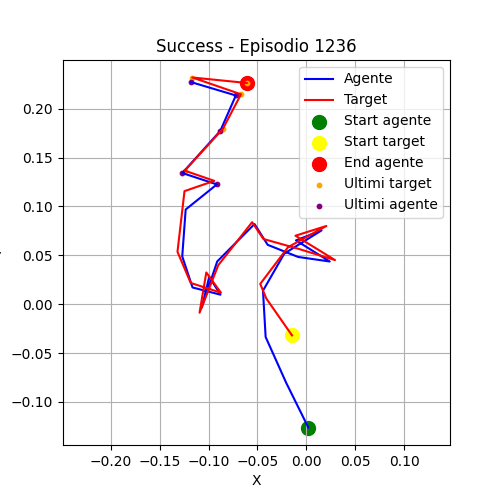 Success - Episodio 1236
Agente
Target
Start agente
Start target
End agente
Ultimi target
Ultimi agente
0.20
0.15
0.10
0.05
0.00
−0.05
−0.10
−0.20
−0.15
−0.10
−0.05
0.00
0.05
0.10
X